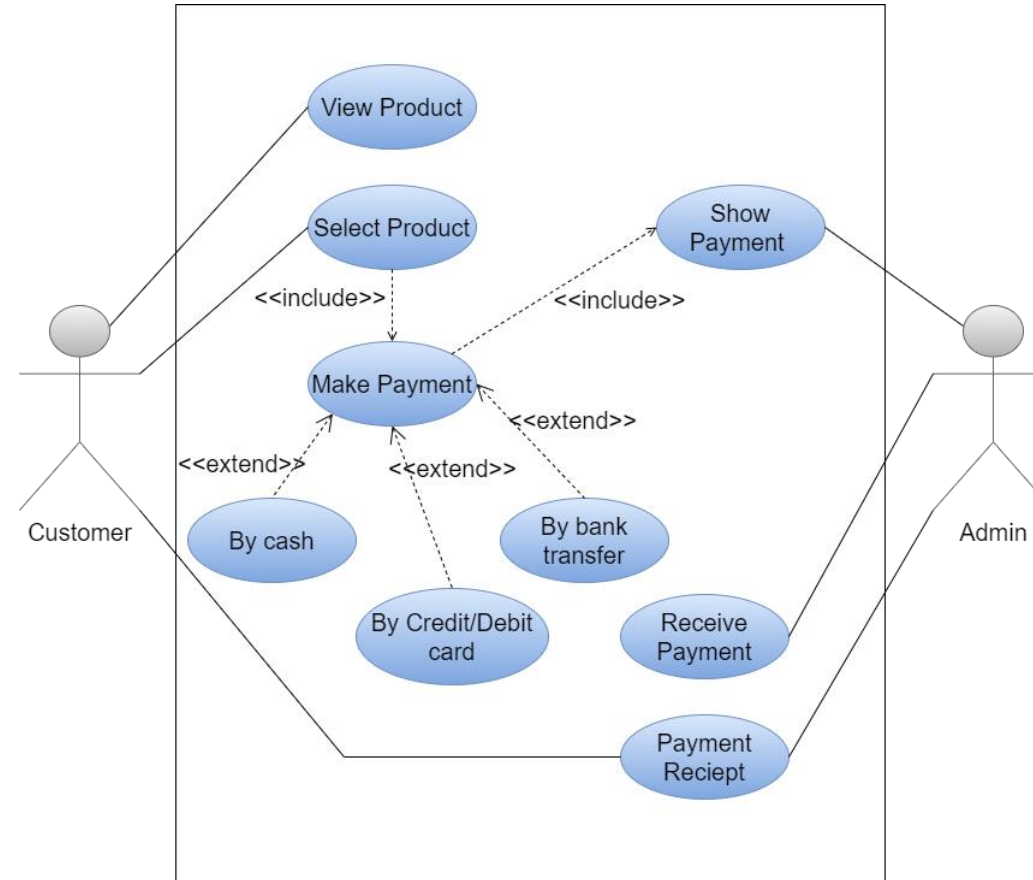 View Product
Select Product
Show
Payment
<<include>>
<<include>>
Make Payment
<<extend>>
<<extend>>
<<extend>>
Customer
By cash
By bank
transfer
Admin
By Credit/Debit
card
Receive
Payment
Payment
Reciept